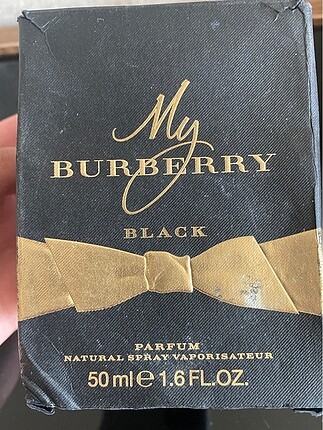 My
BURBERRY
BLACK
PARFUM
NATURAL SPRAY VAPORISATEUR
50 ml ℮ 1.6 FL.OZ.